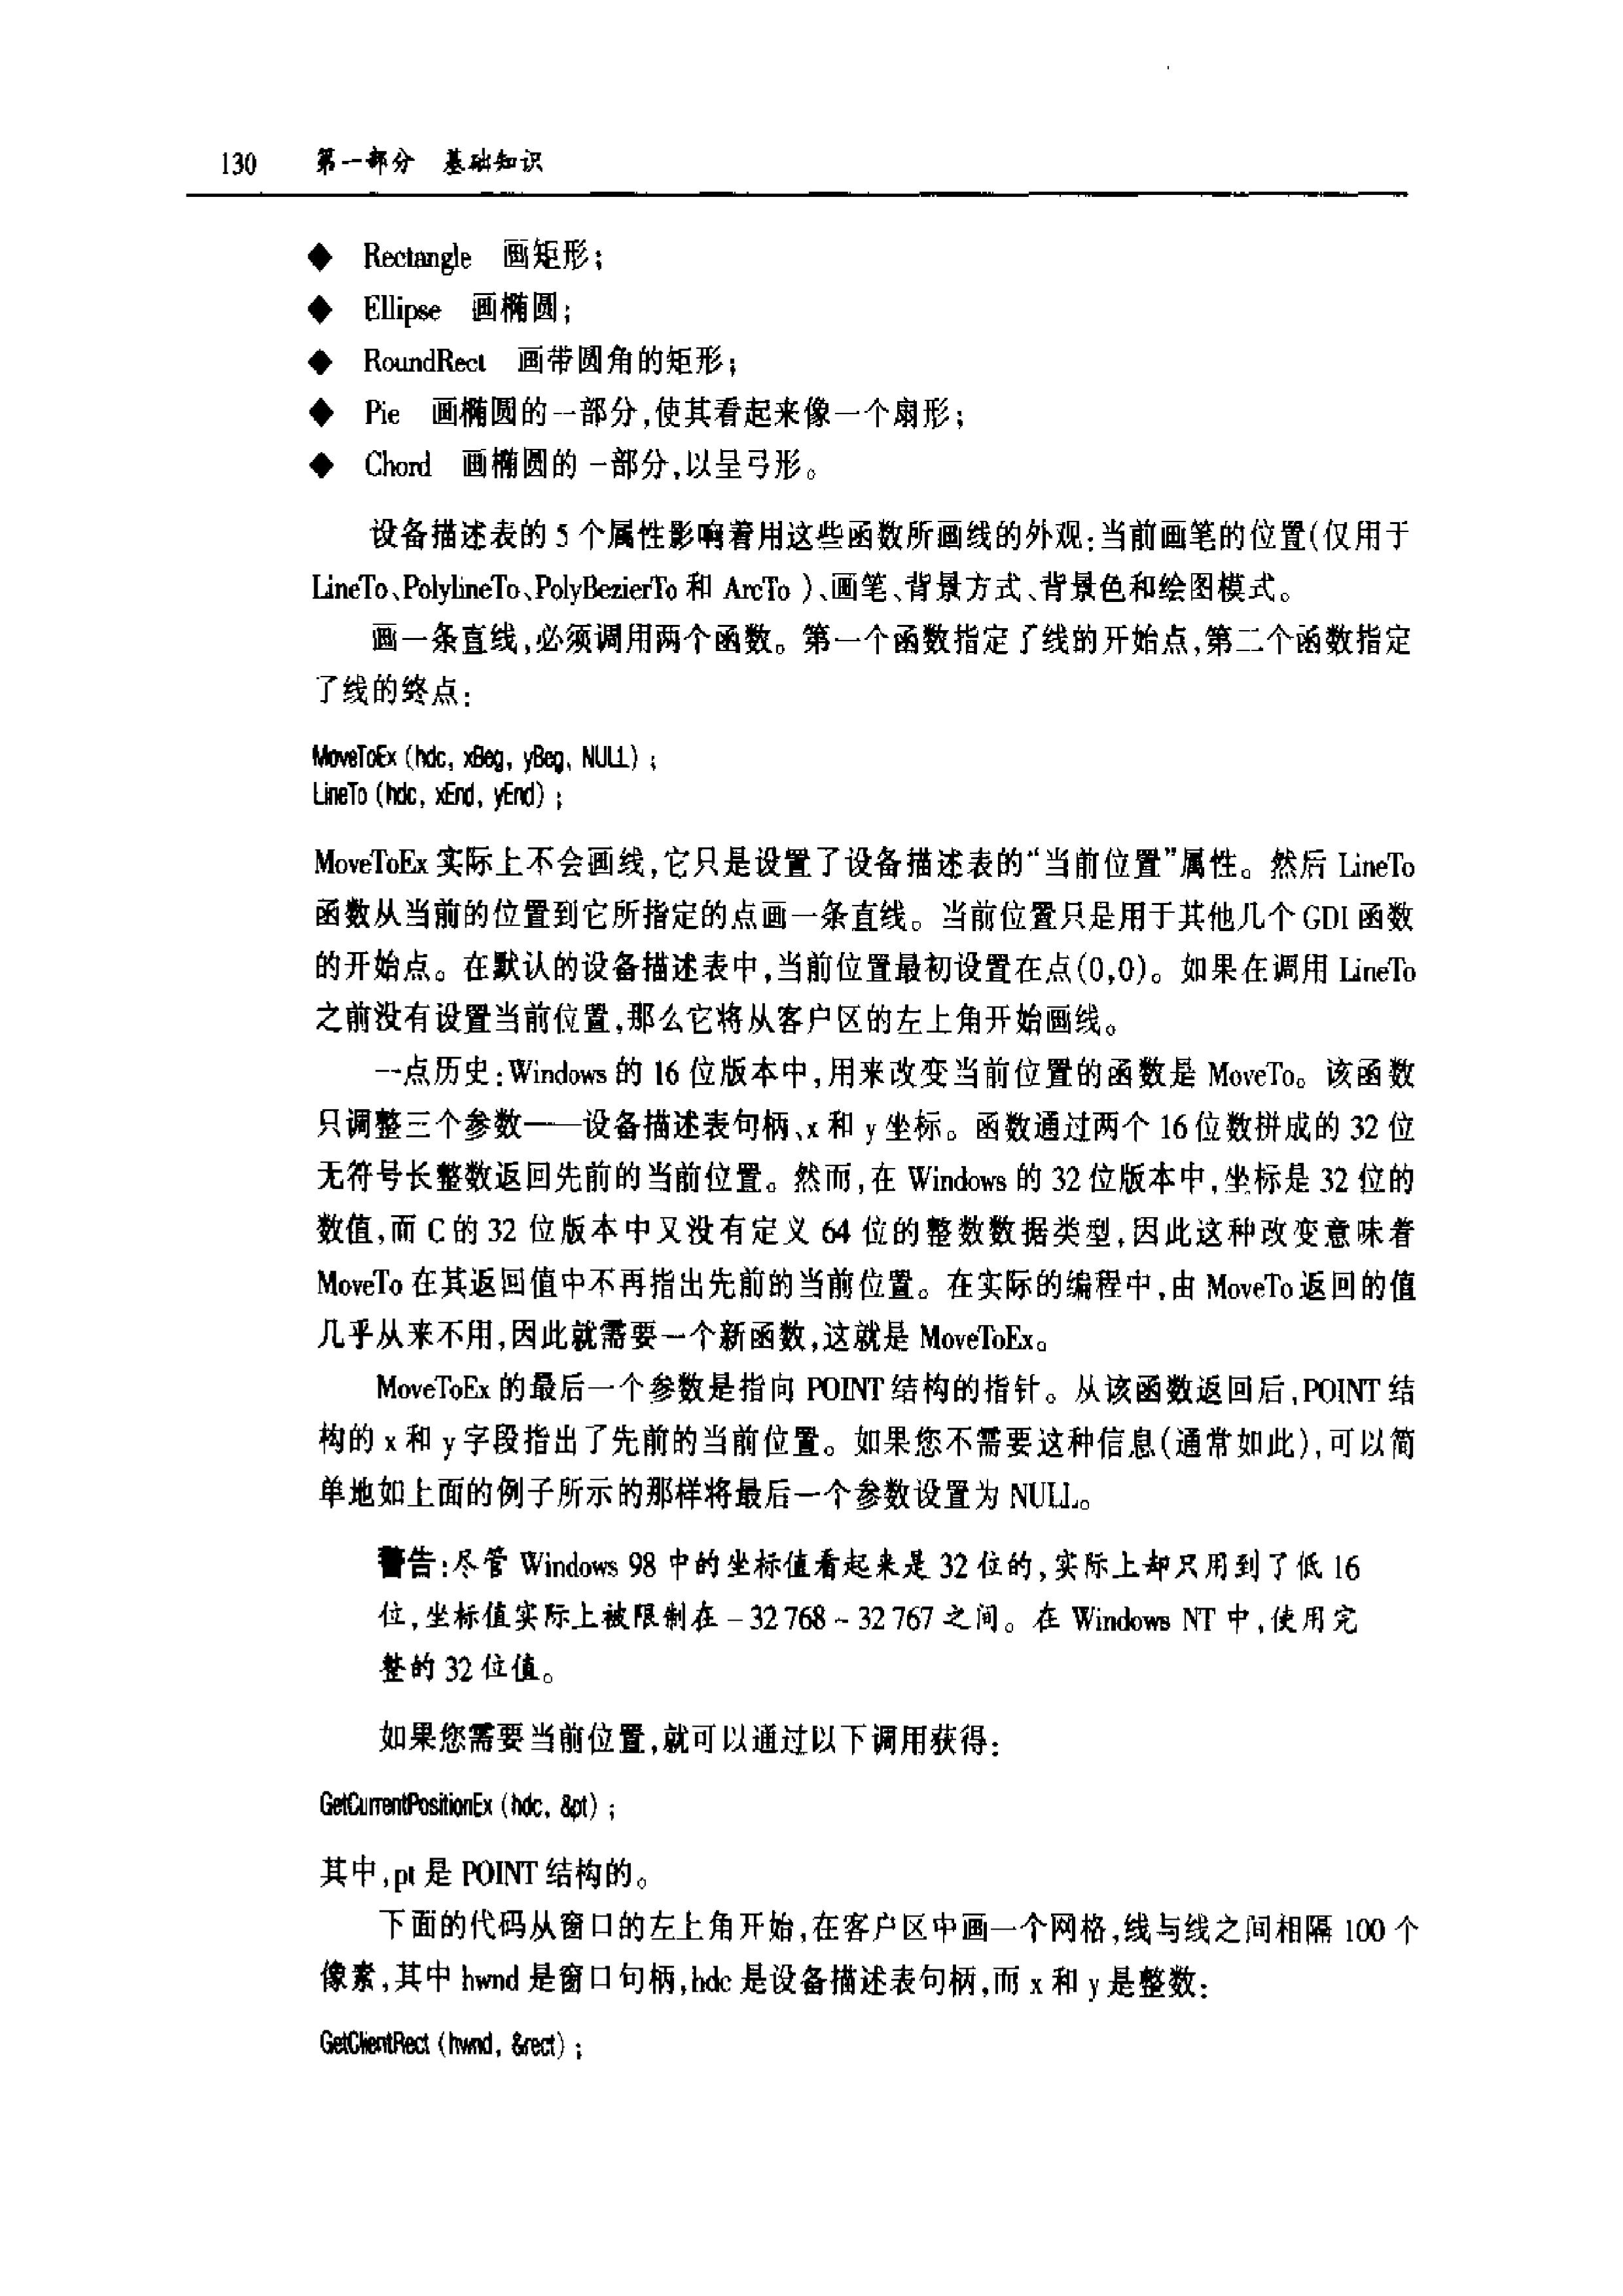 130 第一部分 基础知识
◆ Rectangle 画矩形;
◆ Ellipse 画椭圆;
◆ RoundRect 画带圆角的矩形;
◆ Pie 画椭圆的一部分,使其看起来像一个扇形;
◆ Chord 画椭圆的一部分,以呈弓形。
设备描述表的 5 个属性影响着用这些函数所画线的外观:当前画笔的位置(仅用于
LineTo、PolylineTo、PolyBezierTo 和 ArcTo )、画笔、背景方式、背景色和绘图模式。
画一条直线,必须调用两个函数。第一个函数指定了线的开始点,第二个函数指定
了线的终点:
MoveToEx (hdc, xBeg, yBeg, NULL) ;
LineTo (hdc, xEnd, yEnd) ;
MoveToEx 实际上不会画线,它只是设置了设备描述表的“当前位置”属性。然后 LineTo
函数从当前的位置到它所指定的点画一条直线。当前位置只是用于其他几个 GDI 函数
的开始点。在默认的设备描述表中,当前位置最初设置在点(0,0)。如果在调用 LineTo
之前没有设置当前位置,那么它将从客户区的左上角开始画线。
一点历史:Windows 的 16 位版本中,用来改变当前位置的函数是 MoveTo。该函数
只调整三个参数——设备描述表句柄、x 和 y 坐标。函数通过两个 16 位数拼成的 32 位
无符号长整数返回先前的当前位置。然而,在 Windows 的 32 位版本中,坐标是 32 位的
数值,而 C 的 32 位版本中又没有定义 64 位的整数数据类型,因此这种改变意味着
MoveTo 在其返回值中不再指出先前的当前位置。在实际的编程中,由 MoveTo 返回的值
几乎从来不用,因此就需要一个新函数,这就是 MoveToEx。
MoveToEx 的最后一个参数是指向 POINT 结构的指针。从该函数返回后,POINT 结
构的 x 和 y 字段指出了先前的当前位置。如果您不需要这种信息(通常如此),可以简
单地如上面的例子所示的那样将最后一个参数设置为 NULL。
警告:尽管 Windows 98 中的坐标值看起来是 32 位的,实际上却只用到了低 16
位,坐标值实际上被限制在 - 32 768 ~ 32 767 之间。在 Windows NT 中,使用完
整的 32 位值。
如果您需要当前位置,就可以通过以下调用获得:
GetCurrentPositionEx (hdc, &pt) ;
其中,pt 是 POINT 结构的。
下面的代码从窗口的左上角开始,在客户区中画一个网格,线与线之间相隔 100 个
像素,其中 hwnd 是窗口句柄,hdc 是设备描述表句柄,而 x 和 y 是整数:
GetClientRect (hwnd, &rect) ;